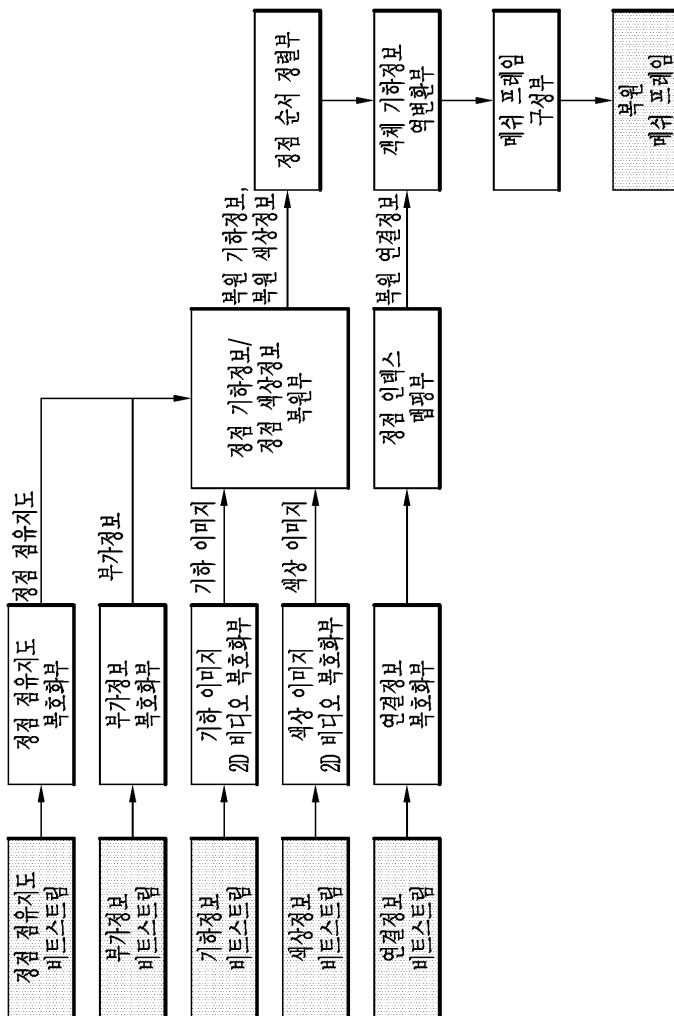 정점 점유지도
비트스트림
정점 점유지도
복호화부
정점 점유지도
부가정보
비트스트림
부가정보
복호화부
부가정보
기하정보
비트스트림
기하 이미지
2D 비디오 복호화부
기하 이미지
색상정보
비트스트림
색상 이미지
2D 비디오 복호화부
색상 이미지
정점 기하정보/
정점 색상정보
복원부
복원 기하정보,
복원 색상정보
정점 순서 정렬부
연결정보
비트스트림
연결정보
복호화부
정점 인덱스
맵핑부
복원 연결정보
객체 기하정보
역변환부
메쉬 프레임
구성부
복원
메쉬 프레임